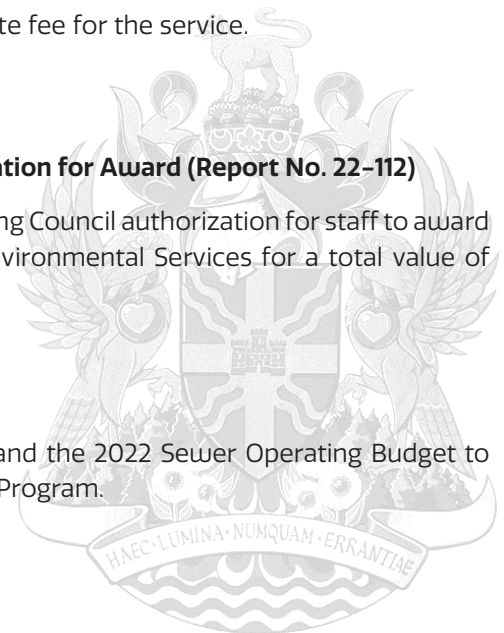 te fee for the service.
ation for Award (Report No. 22-112)
ng Council authorization for staff to award
vironmental Services for a total value of
and the 2022 Sewer Operating Budget to
Program.
HAEC·LUMINA·NUMQUAM·ERRANTIAE